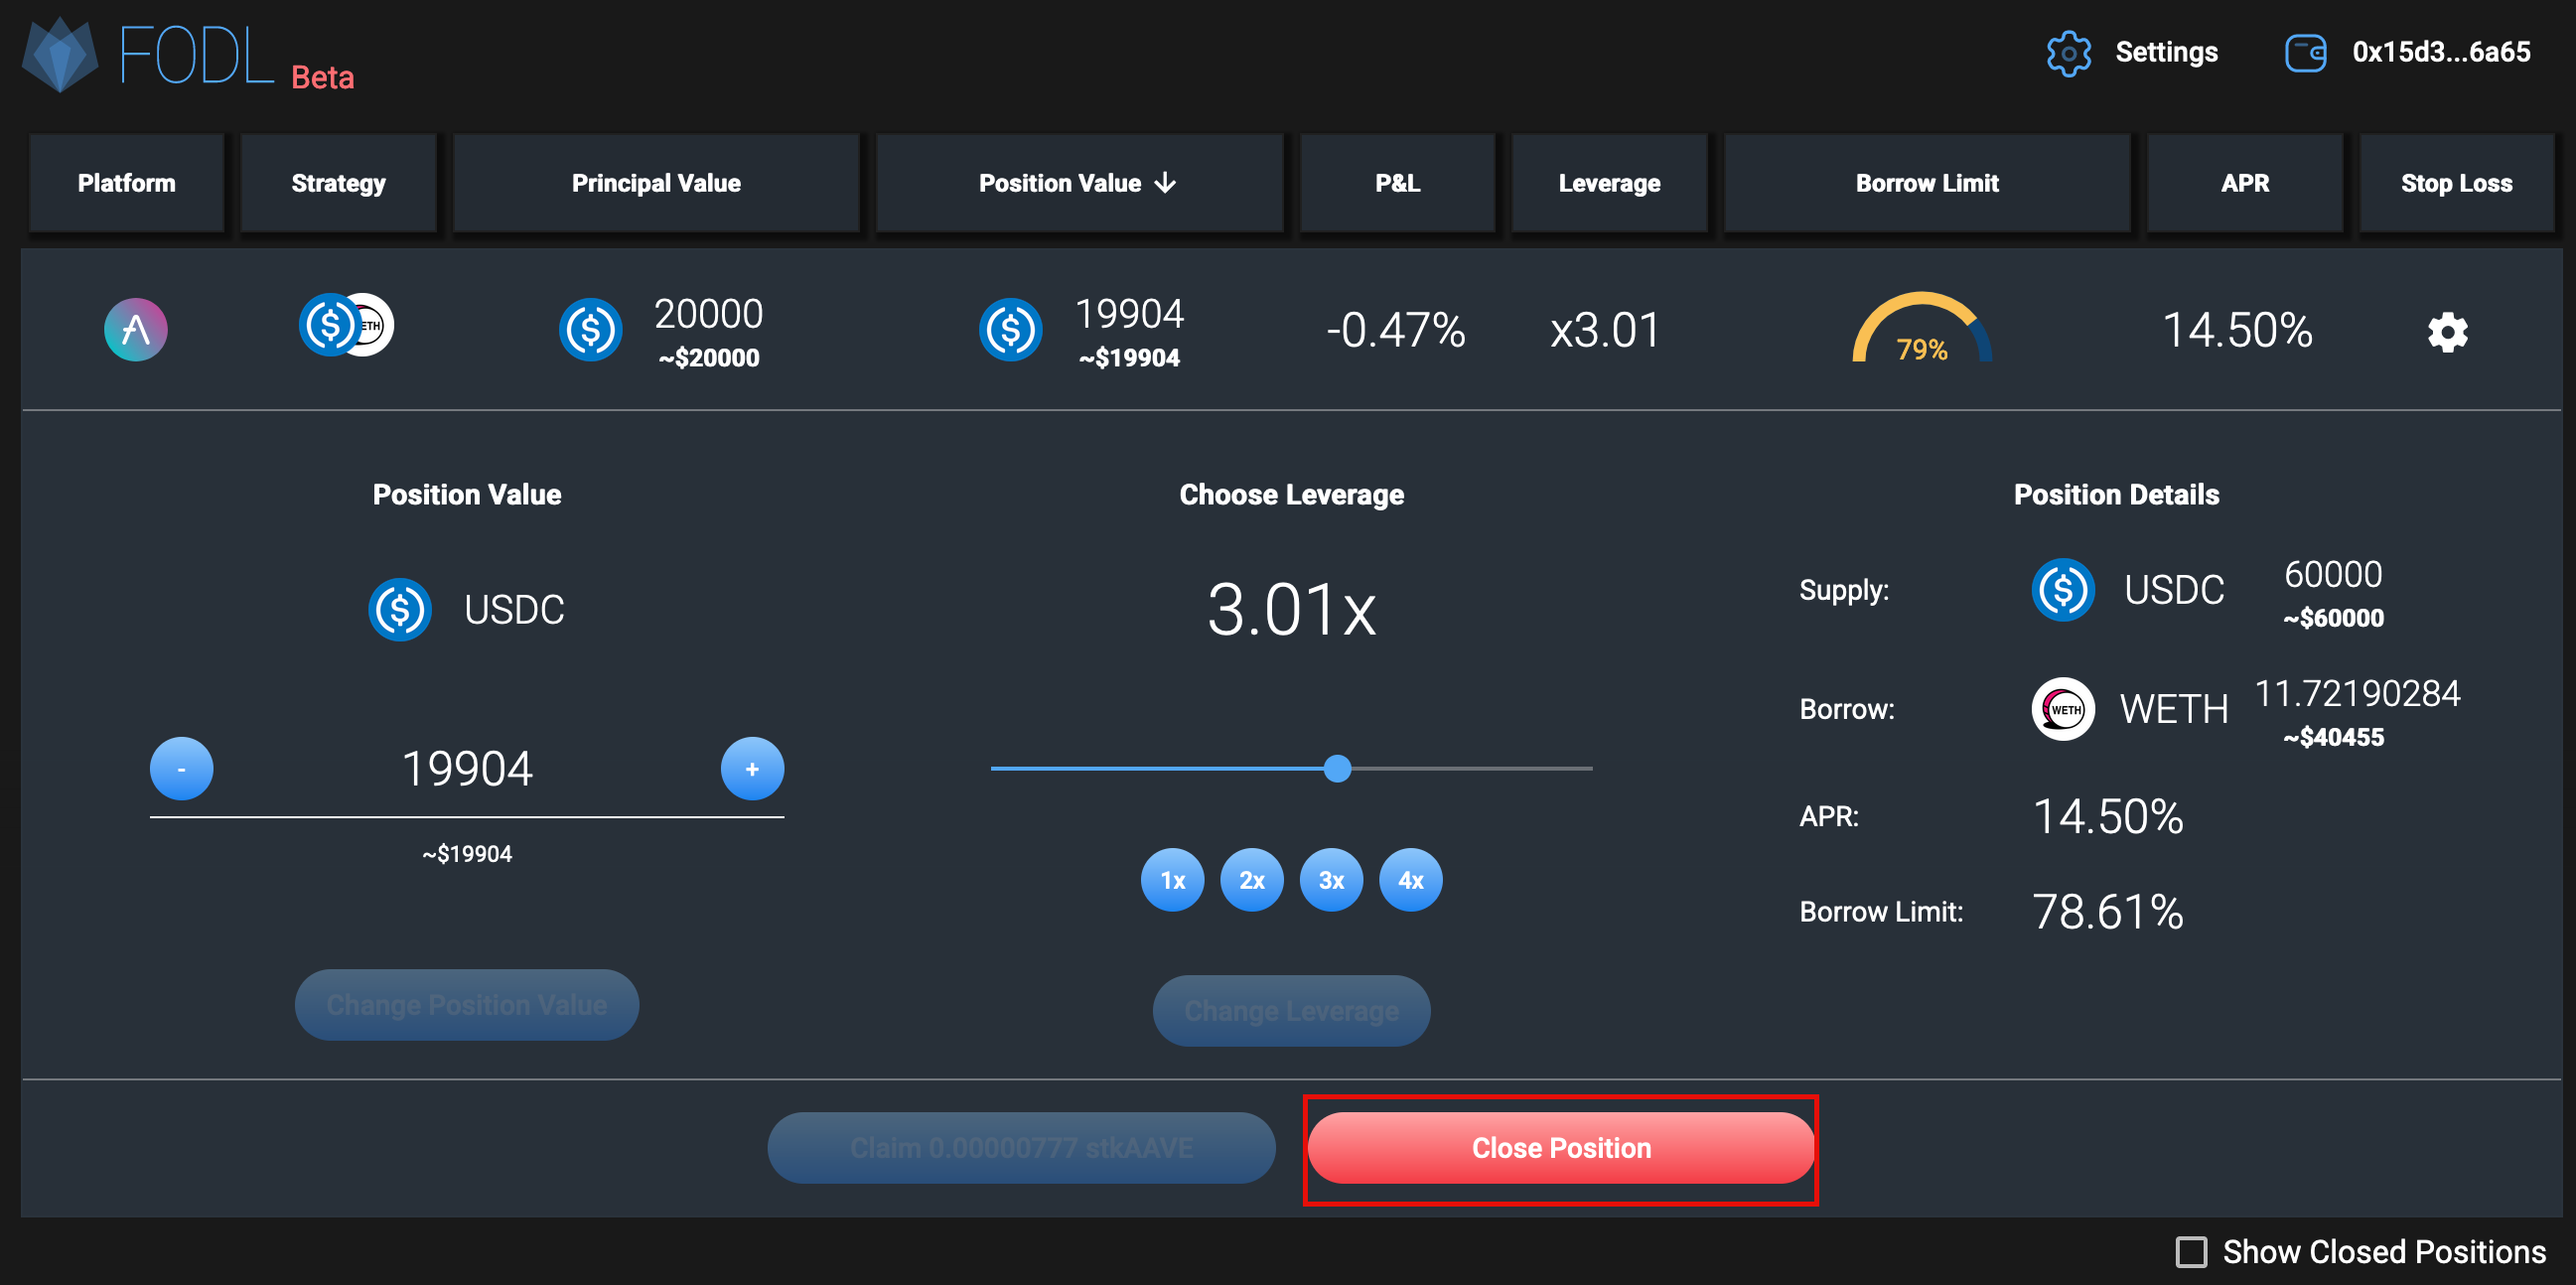 FODL Beta
Settings
0x15d3...6a65
Platform
Strategy
Principal Value
Position Value
P&L
Leverage
Borrow Limit
APR
Stop Loss
20000
~$20000
19904
~$19904
-0.47%
x3.01
79%
14.50%
Position Value
USDC
-
19904
+
~$19904
Change Position Value
Choose Leverage
3.01x
1x
2x
3x
4x
Change Leverage
Position Details
Supply:
USDC
60000
~$60000
Borrow:
WETH
WETH
11.72190284
~$40455
APR:
14.50%
Borrow Limit:
78.61%
Claim 0.00000777 stkAAVE
Close Position
Show Closed Positions